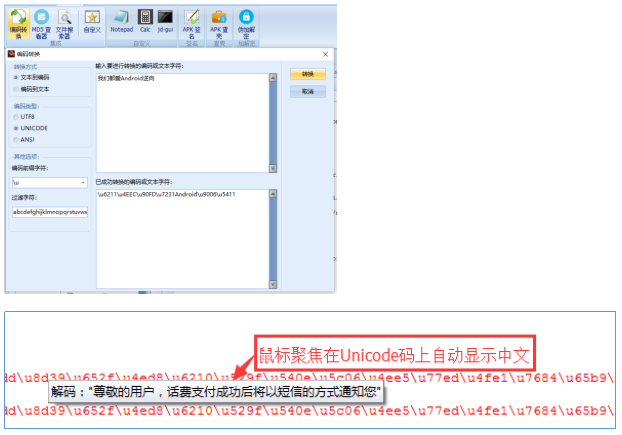 编码转换 MD5 查看器 文件搜索器 自定义 Notepad Calc jd-gui APK 签名 APK 查壳 伪加解密
集成 自定义 签名 查壳 加解密
编码转换
转换方式
文本到编码
编码到文本
编码类型:
UTF8
UNICODE
ANSI
其他选项:
编码前缀字符:
\u
过滤字符:
abcdefghijklmnopqrstuvwx
输入要进行转换的编码或文本字符:
我们都爱Android逆向
已成功转换的编码或文本字符:
\u6211\u4EEC\u90FD\u7231Android\u9006\u5411
转换
取消
鼠标聚焦在Unicode码上自动显示中文
dd\u8d39\u652f\u4ed8\u6210\u529f\u540e\u5c06\u4ee5\u77ed\u4fe1\u7684\u65b9\
解码："尊敬的用户，话费支付成功后将以短信的方式通知您"
dd\u8d39\u652f\u4ed8\u6210\u529f\u540e\u5c06\u4ee5\u77ed\u4fe1\u7684\u65b9\